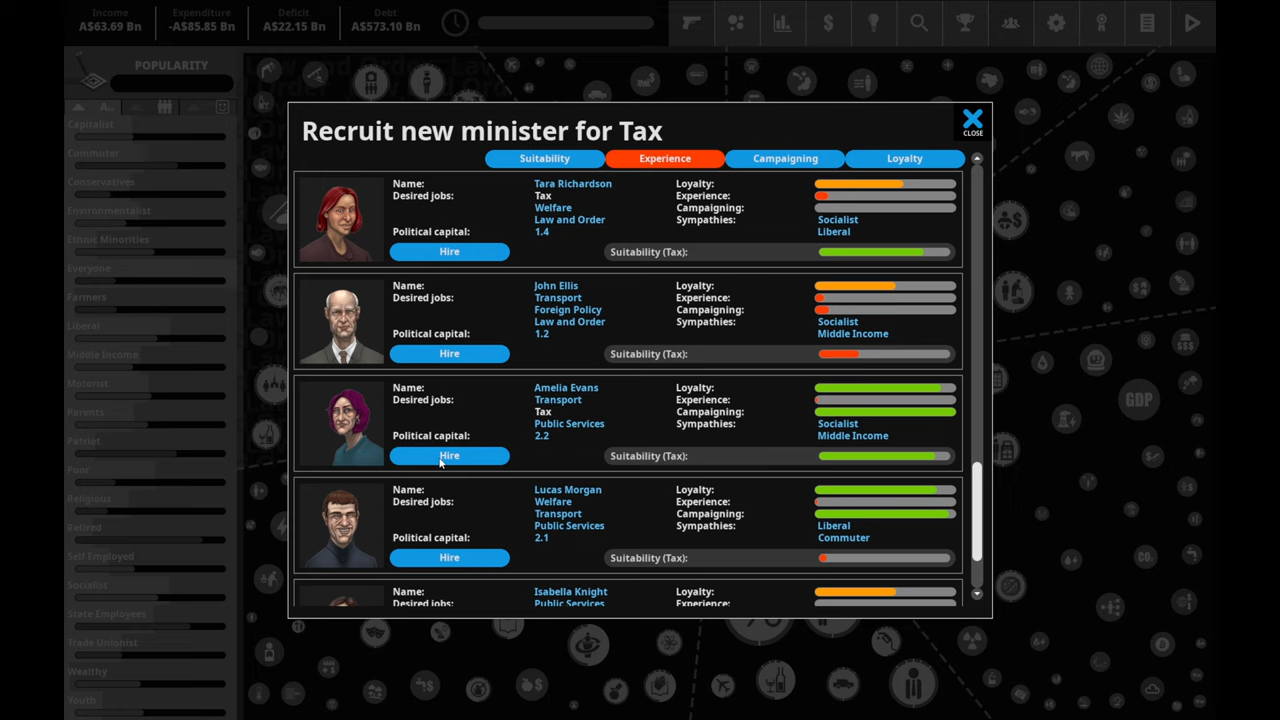 Income
A$63.69 Bn
Expenditure
-A$85.85 Bn
Deficit
A$22.15 Bn
Debt
A$573.10 Bn
POPULARITY
Capitalist
Commuter
Conservatives
Environmentalist
Ethnic Minorities
Everyone
Farmers
Liberal
Middle Income
Motorist
Parents
Patriot
Poor
Religious
Retired
Self Employed
Socialist
State Employees
Trade Unionist
Wealthy
Youth
Recruit new minister for Tax
CLOSE
Suitability Experience Campaigning Loyalty
Name: Tara Richardson Loyalty:
Desired jobs: Tax Experience:
Welfare Campaigning:
Law and Order Sympathies: Socialist
Political capital: 1.4 Liberal
Hire Suitability (Tax):
Name: John Ellis Loyalty:
Desired jobs: Transport Experience:
Foreign Policy Campaigning:
Law and Order Sympathies: Socialist
Political capital: 1.2 Middle Income
Hire Suitability (Tax):
Name: Amelia Evans Loyalty:
Desired jobs: Transport Experience:
Tax Campaigning:
Public Services Sympathies: Socialist
Political capital: 2.2 Middle Income
Hire Suitability (Tax):
Name: Lucas Morgan Loyalty:
Desired jobs: Welfare Experience:
Transport Campaigning:
Public Services Sympathies: Liberal
Political capital: 2.1 Commuter
Hire Suitability (Tax):
Name: Isabella Knight Loyalty:
Desired jobs: Public Services Experience:
GDP
CO₂